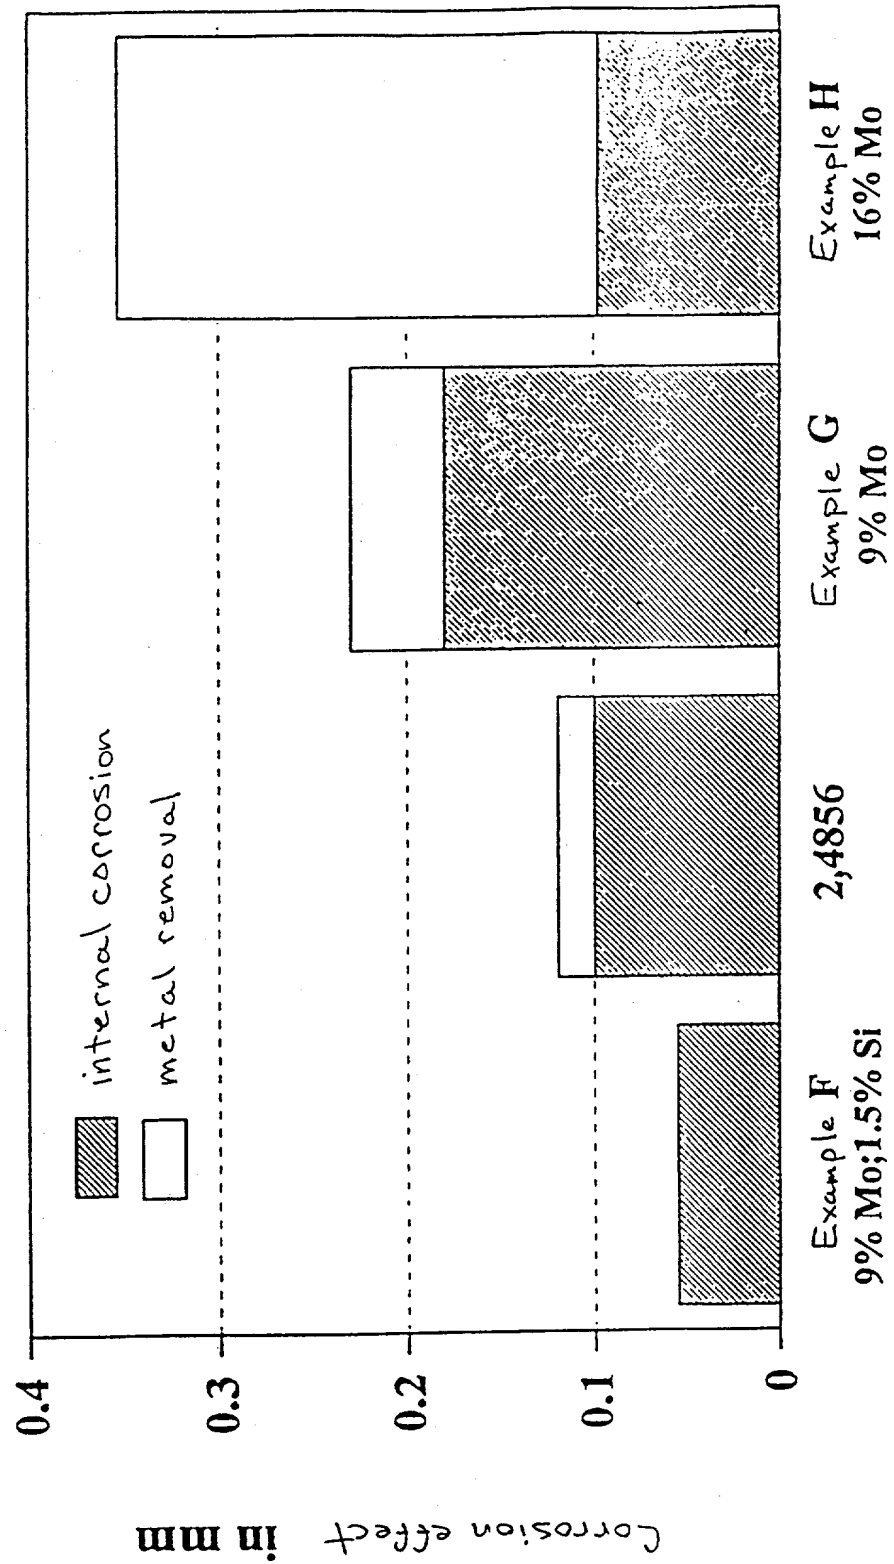 Corrosion effect in mm
0.4
0.3
0.2
0.1
0
internal corrosion
metal removal
Example F
9% Mo;1.5% Si
2,4856
Example G
9% Mo
Example H
16% Mo